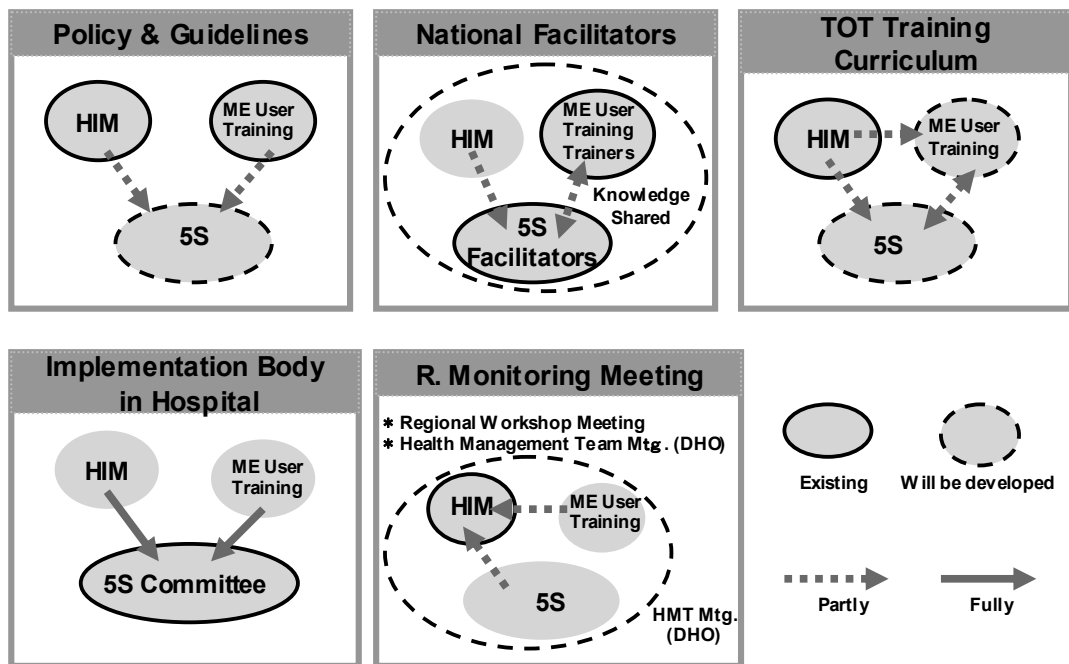 Policy & Guidelines
HIM
ME User
Training
5S
National Facilitators
HIM
ME User
Training
Trainers
Knowledge
Shared
5S
Facilitators
TOT Training
Curriculum
HIM
ME User
Training
5S
Implementation Body
in Hospital
HIM
ME User
Training
5S Committee
R. Monitoring Meeting
* Regional Workshop Meeting
* Health Management Team Mtg. (DHO)
HIM
ME User
Training
5S
HMT Mtg.
(DHO)
Existing
Will be developed
Partly
Fully